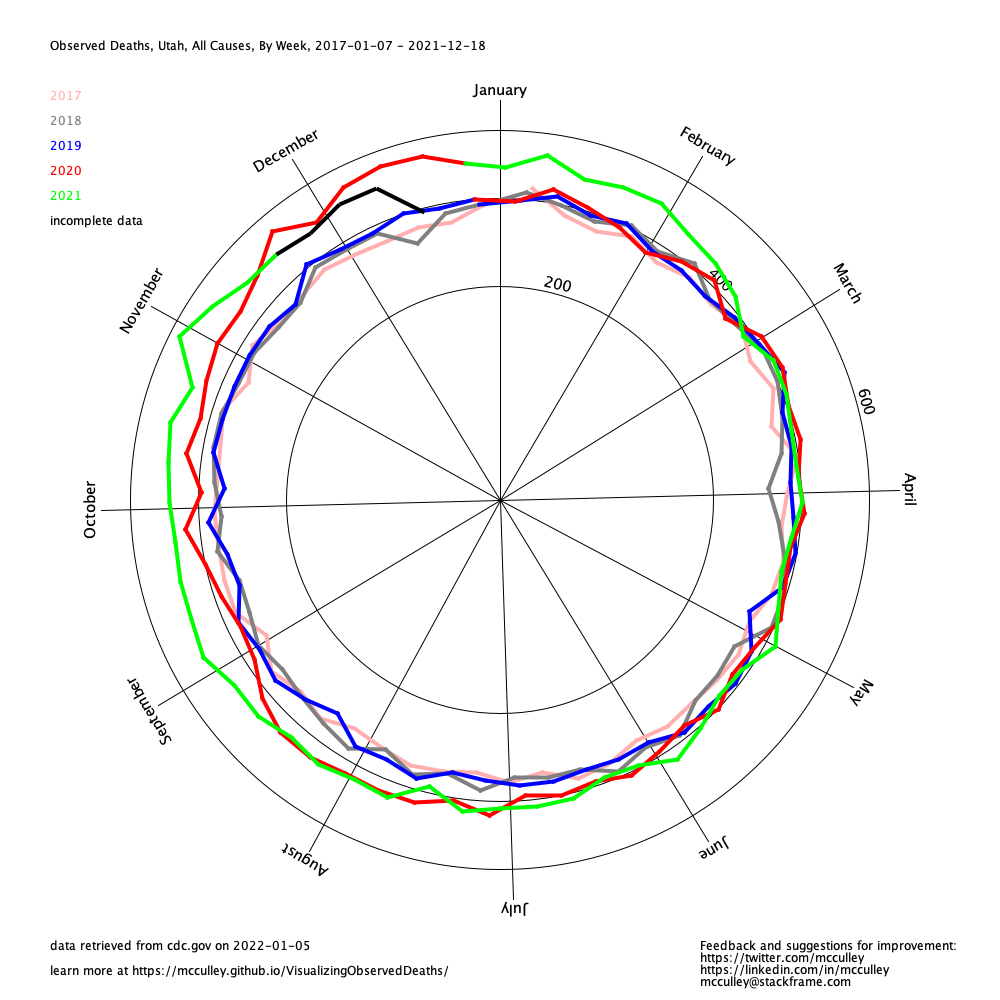 Observed Deaths, Utah, All Causes, By Week, 2017-01-07 - 2021-12-18
2017
2018
2019
2020
2021
incomplete data
January
February
March
April
May
June
July
August
September
October
November
December
200
400
600
data retrieved from cdc.gov on 2022-01-05
learn more at https://mcculley.github.io/VisualizingObservedDeaths/
Feedback and suggestions for improvement:
https://twitter.com/mcculley
https://linkedin.com/in/mcculley
mcculley@stackframe.com